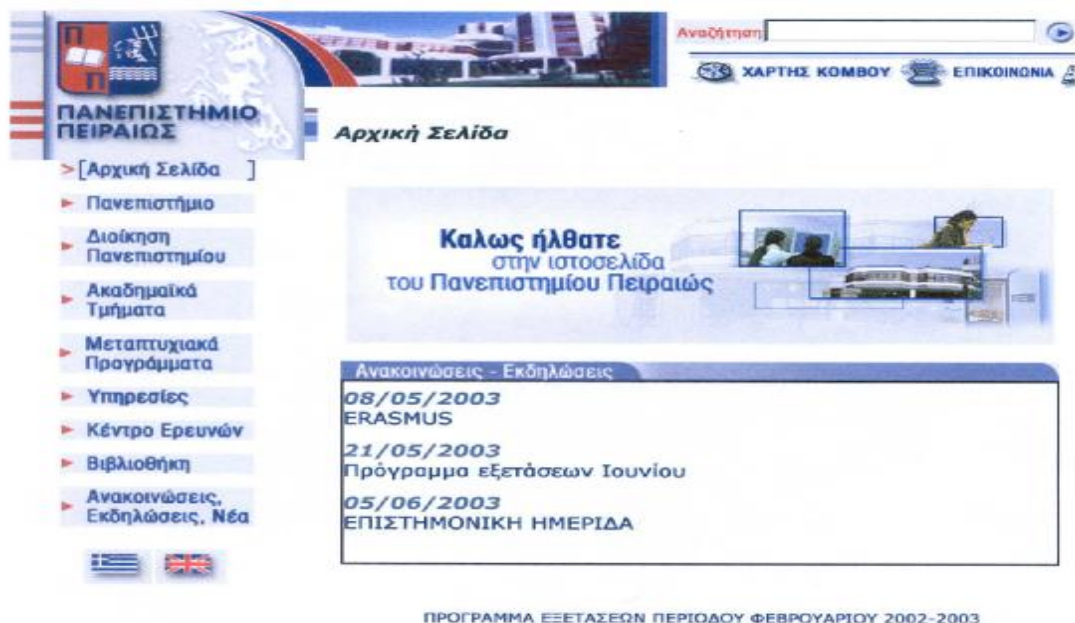 Αναζήτηση
ΧΑΡΤΗΣ ΚΟΜΒΟΥ ΕΠΙΚΟΙΝΩΝΙΑ
Π
Π
ΠΑΝΕΠΙΣΤΗΜΙΟ
ΠΕΙΡΑΙΩΣ
Αρχική Σελίδα
>[Αρχική Σελίδα ]
Πανεπιστήμιο
Διοίκηση
Πανεπιστημίου
Ακαδημαϊκά
Τμήματα
Μεταπτυχιακά
Προγράμματα
Υπηρεσίες
Κέντρο Ερευνών
Βιβλιοθήκη
Ανακοινώσεις,
Εκδηλώσεις, Νέα
Καλως ήλθατε
στην ιστοσελίδα
του Πανεπιστημίου Πειραιώς
Ανακοινώσεις - Εκδηλώσεις
08/05/2003
ERASMUS
21/05/2003
Πρόγραμμα εξετάσεων Ιουνίου
05/06/2003
ΕΠΙΣΤΗΜΟΝΙΚΗ ΗΜΕΡΙΔΑ
ΠΡΟΓΡΑΜΜΑ ΕΞΕΤΑΣΕΩΝ ΠΕΡΙΟΔΟΥ ΦΕΒΡΟΥΑΡΙΟΥ 2002-2003